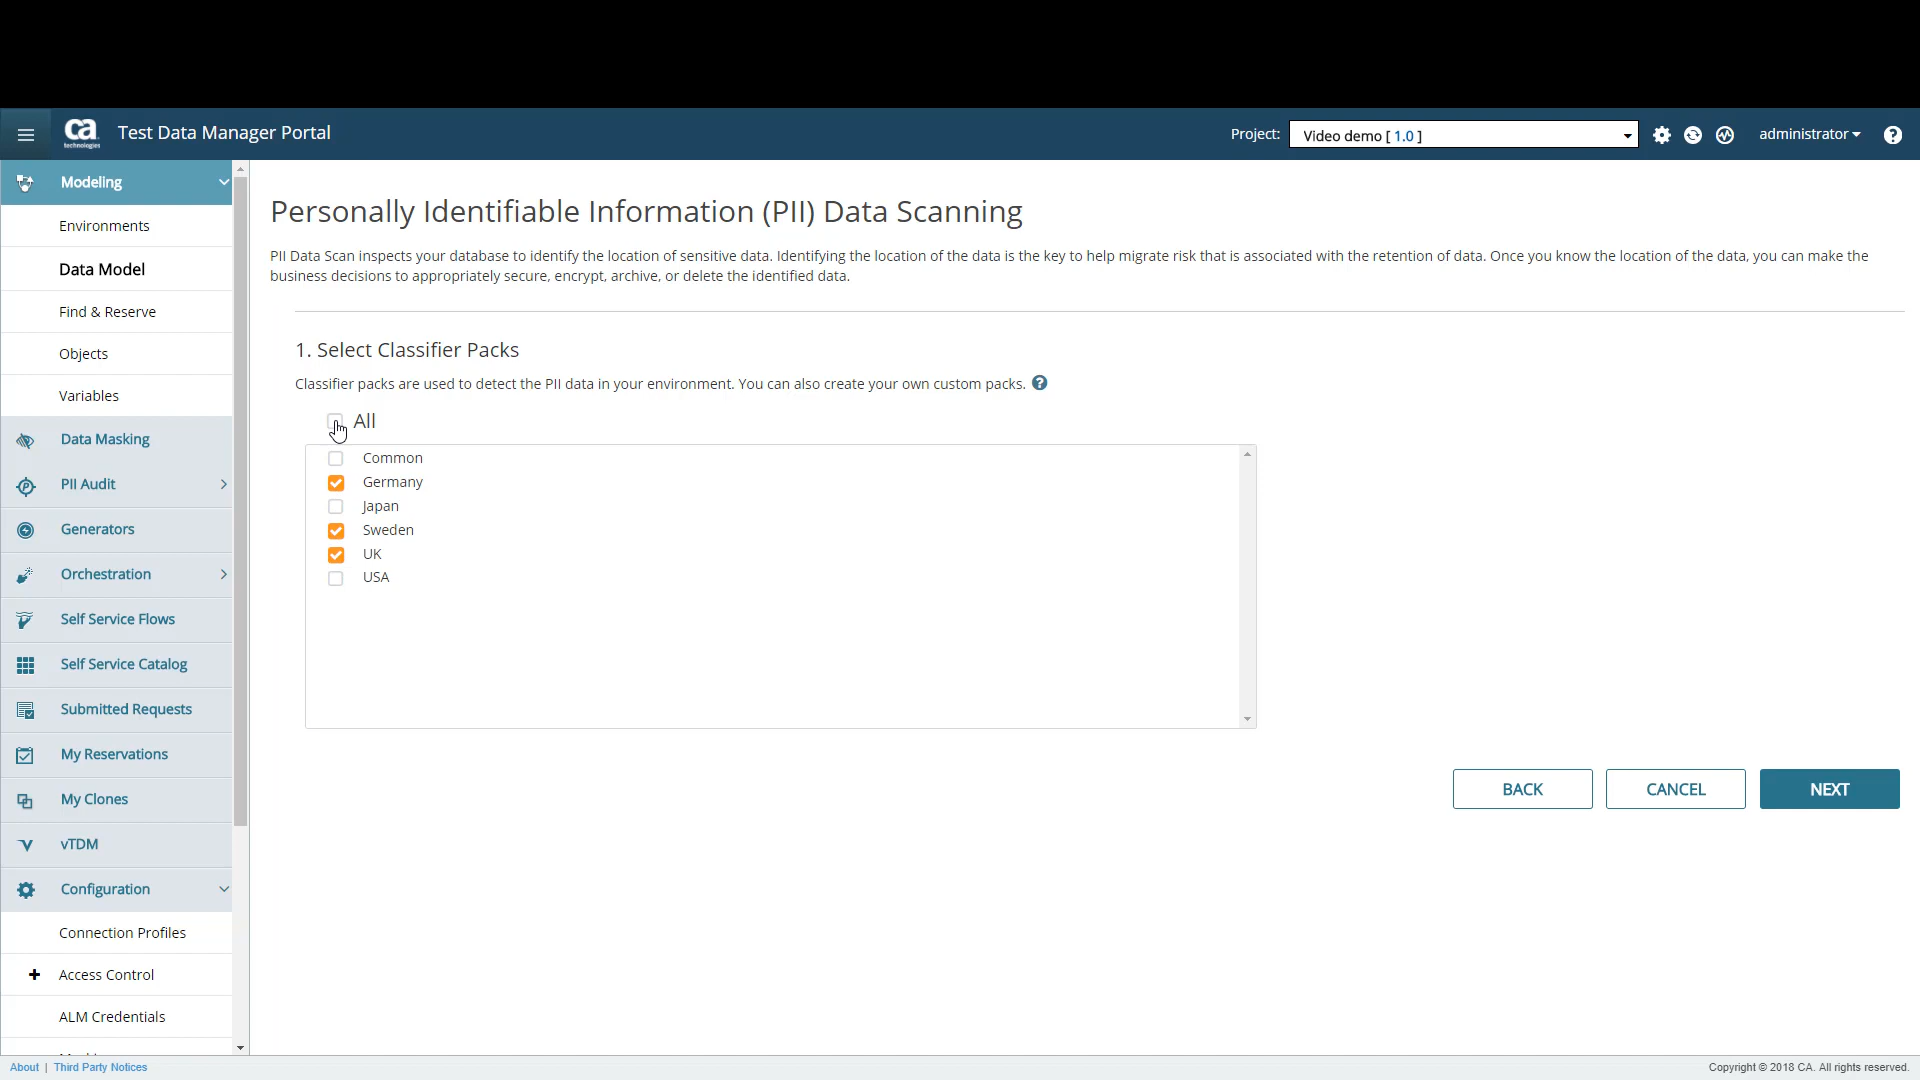 ca technologies
Test Data Manager Portal
Project: Video demo [ 1.0 ]
administrator
Modeling
Environments
Data Model
Find & Reserve
Objects
Variables
Data Masking
PII Audit
Generators
Orchestration
Self Service Flows
Self Service Catalog
Submitted Requests
My Reservations
My Clones
vTDM
Configuration
Connection Profiles
Access Control
ALM Credentials
Personally Identifiable Information (PII) Data Scanning
PII Data Scan inspects your database to identify the location of sensitive data. Identifying the location of the data is the key to help migrate risk that is associated with the retention of data. Once you know the location of the data, you can make the
business decisions to appropriately secure, encrypt, archive, or delete the identified data.
1. Select Classifier Packs
Classifier packs are used to detect the PII data in your environment. You can also create your own custom packs.
All
Common
Germany
Japan
Sweden
UK
USA
BACK
CANCEL
NEXT
About | Third Party Notices
Copyright © 2018 CA. All rights reserved.